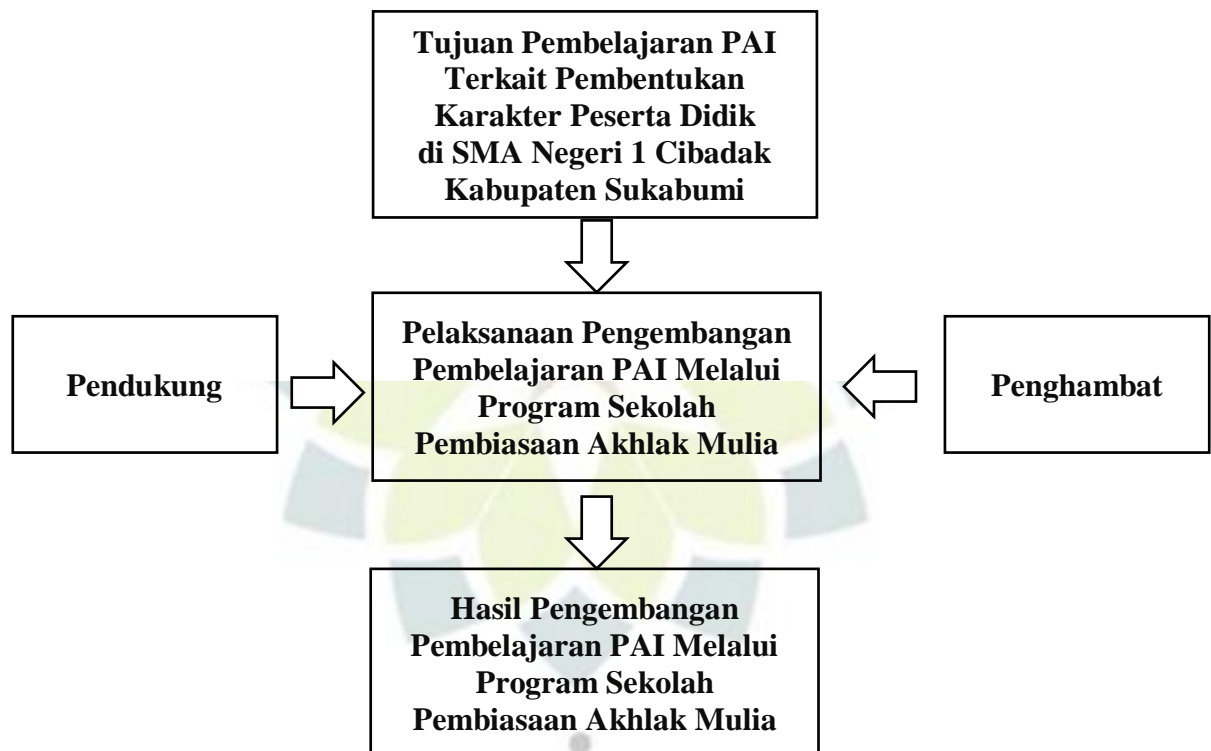 Tujuan Pembelajaran PAI
Terkait Pembentukan
Karakter Peserta Didik
di SMA Negeri 1 Cibadak
Kabupaten Sukabumi
Pendukung
Pelaksanaan Pengembangan
Pembelajaran PAI Melalui
Program Sekolah
Pembiasaan Akhlak Mulia
Penghambat
Hasil Pengembangan
Pembelajaran PAI Melalui
Program Sekolah
Pembiasaan Akhlak Mulia